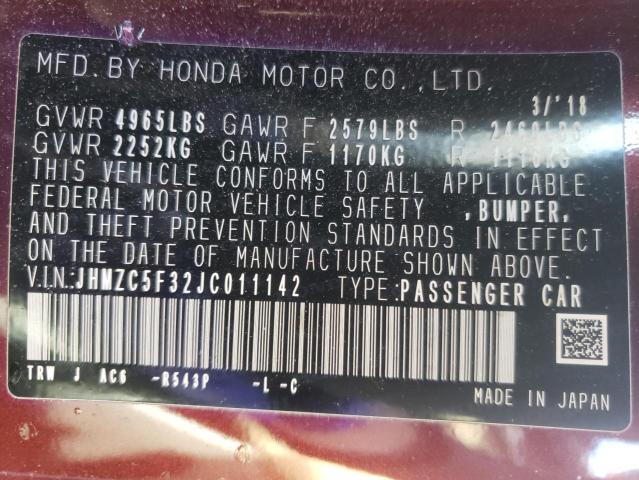 MFD. BY HONDA MOTOR CO., LTD.
3/'18
GVWR 4965LBS GAWR F 2579LBS R 2460LBS
GVWR 2252KG GAWR F 1170KG R 1116KG
THIS VEHICLE CONFORMS TO ALL APPLICABLE
FEDERAL MOTOR VEHICLE SAFETY ,BUMPER,
AND THEFT PREVENTION STANDARDS IN EFFECT
ON THE DATE OF MANUFACTURE SHOWN ABOVE.
V.I.N.:JHMZC5F32JC011142 TYPE:PASSENGER CAR
TRW J AC6 -R543P -L -C
MADE IN JAPAN